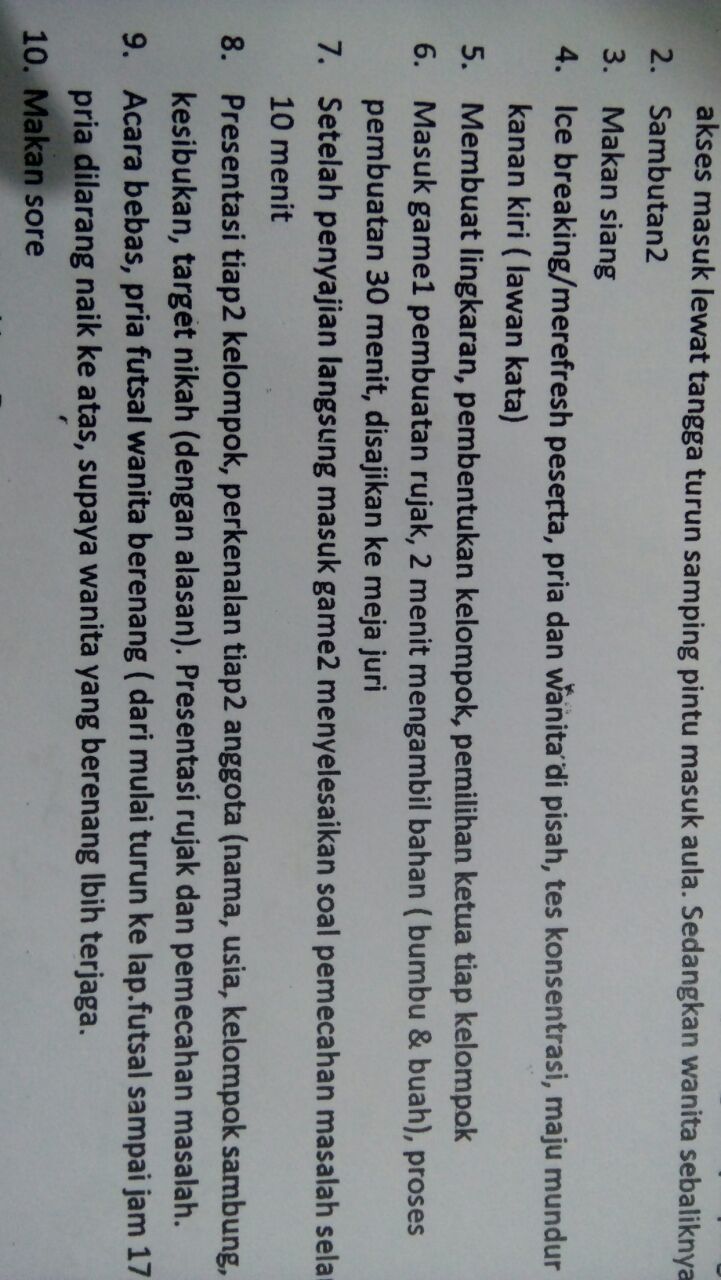 akses masuk lewat tangga turun samping pintu masuk aula. Sedangkan wanita sebaliknya
2. Sambutan2
3. Makan siang
4. Ice breaking/merefresh peserta, pria dan wanita di pisah, tes konsentrasi, maju mundur
kanan kiri ( lawan kata)
5. Membuat lingkaran, pembentukan kelompok, pemilihan ketua tiap kelompok
6. Masuk game1 pembuatan rujak, 2 menit mengambil bahan ( bumbu & buah), proses
pembuatan 30 menit, disajikan ke meja juri
7. Setelah penyajian langsung masuk game2 menyelesaikan soal pemecahan masalah sela
10 menit
8. Presentasi tiap2 kelompok, perkenalan tiap2 anggota (nama, usia, kelompok sambung,
kesibukan, target nikah (dengan alasan). Presentasi rujak dan pemecahan masalah.
9. Acara bebas, pria futsal wanita berenang ( dari mulai turun ke lap.futsal sampai jam 17
pria dilarang naik ke atas, supaya wanita yang berenang lbih terjaga.
10. Makan sore